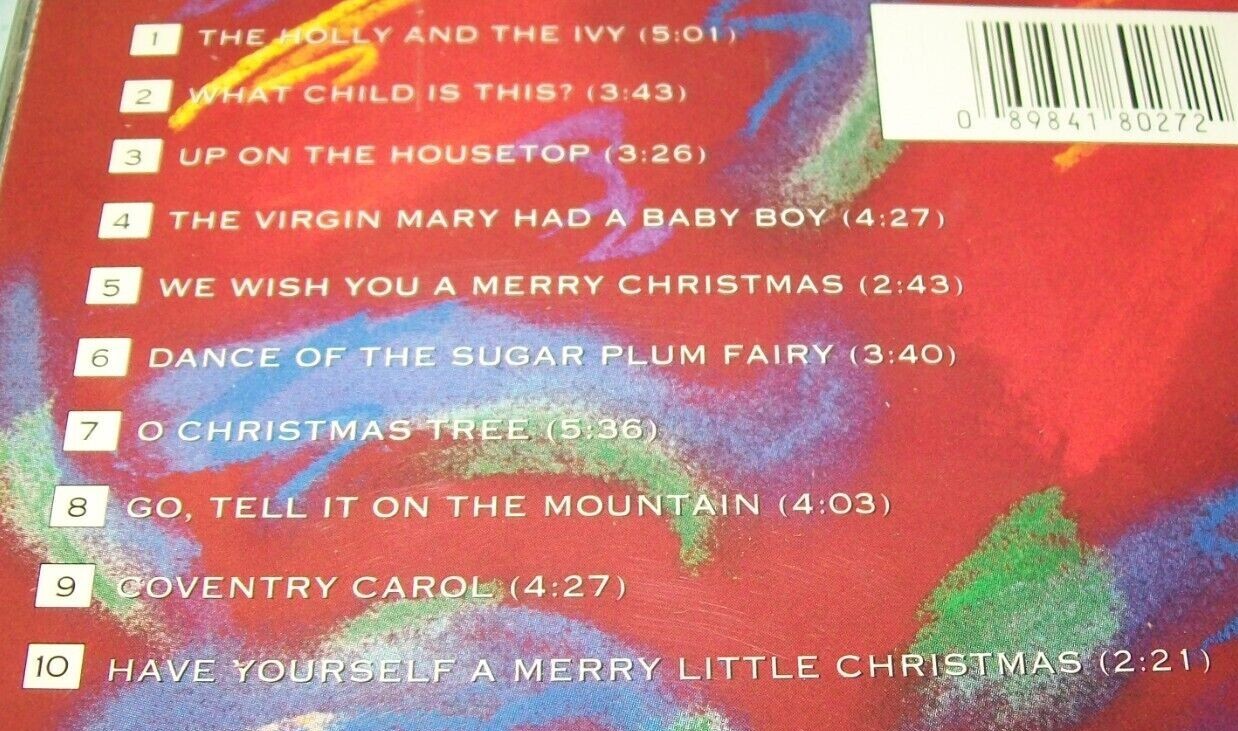 1 THE HOLLY AND THE IVY (5:01)
2 WHAT CHILD IS THIS? (3:43)
0 89841 80272
3 UP ON THE HOUSETOP (3:26)
4 THE VIRGIN MARY HAD A BABY BOY (4:27)
5 WE WISH YOU A MERRY CHRISTMAS (2:43)
6 DANCE OF THE SUGAR PLUM FAIRY (3:40)
7 O CHRISTMAS TREE (5:36)
8 GO, TELL IT ON THE MOUNTAIN (4:03)
9 COVENTRY CAROL (4:27)
10 HAVE YOURSELF A MERRY LITTLE CHRISTMAS (2:21)